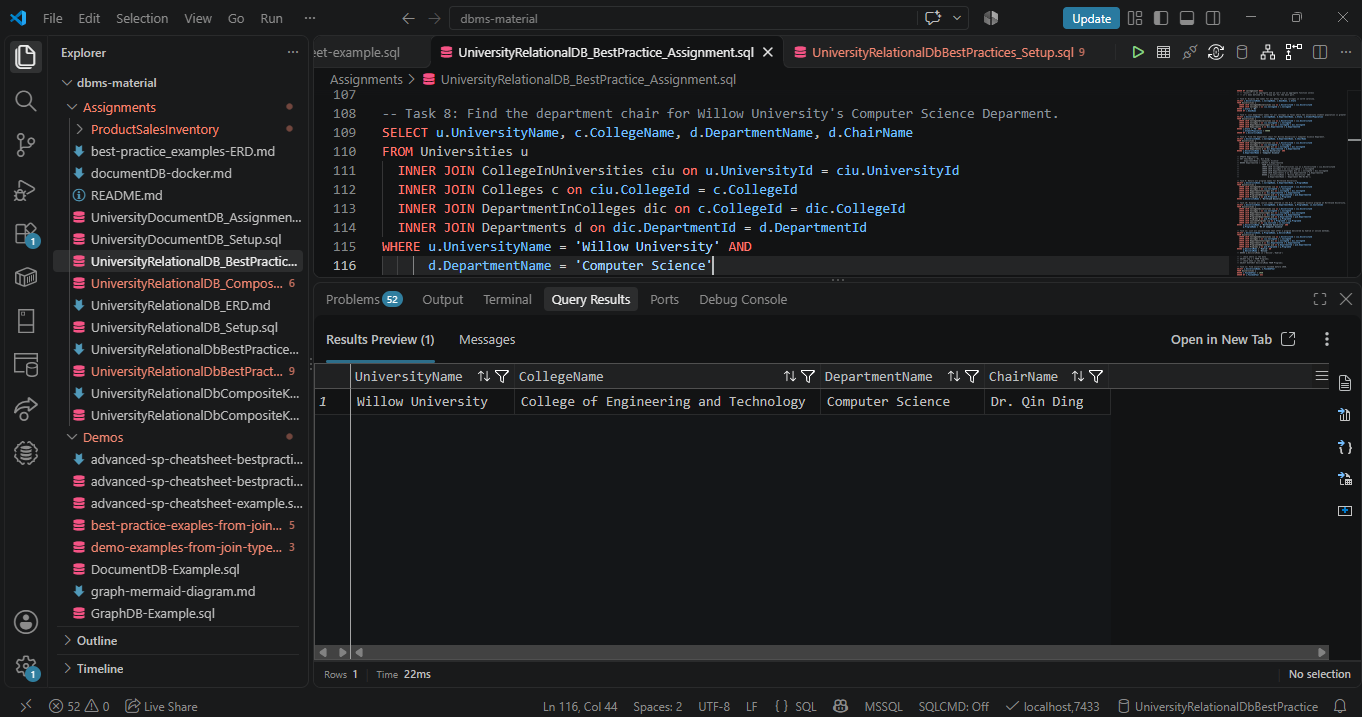 File Edit Selection View Go Run ··· dbms-material Update
Explorer ···
dbms-material
Assignments
ProductSalesInventory
best-practice_examples-ERD.md
documentDB-docker.md
README.md
UniversityDocumentDB_Assignmen...
UniversityDocumentDB_Setup.sql
UniversityRelationalDB_BestPractic...
UniversityRelationalDB_Compos... 6
UniversityRelationalDB_ERD.md
UniversityRelationalDB_Setup.sql
UniversityRelationalDbBestPractice...
UniversityRelationalDbBestPract... 9
UniversityRelationalDbCompositeK...
UniversityRelationalDbCompositeK...
Demos
advanced-sp-cheatsheet-bestpracti...
advanced-sp-cheatsheet-bestpracti...
advanced-sp-cheatsheet-example.s...
best-practice-exaples-from-join... 5
demo-examples-from-join-type... 3
DocumentDB-Example.sql
graph-mermaid-diagram.md
GraphDB-Example.sql
Outline
Timeline
1
1
eet-example.sql UniversityRelationalDB_BestPractice_Assignment.sql UniversityRelationalDbBestPractices_Setup.sql 9
Assignments > UniversityRelationalDB_BestPractice_Assignment.sql
107
108 -- Task 8: Find the department chair for Willow University's Computer Science Deparment.
109 SELECT u.UniversityName, c.CollegeName, d.DepartmentName, d.ChairName
110 FROM Universities u
111 INNER JOIN CollegeInUniversities ciu on u.UniversityId = ciu.UniversityId
112 INNER JOIN Colleges c on ciu.CollegeId = c.CollegeId
113 INNER JOIN DepartmentInColleges dic on c.CollegeId = dic.CollegeId
114 INNER JOIN Departments d on dic.DepartmentId = d.DepartmentId
115 WHERE u.UniversityName = 'Willow University' AND
116 d.DepartmentName = 'Computer Science'
Problems 52 Output Terminal Query Results Ports Debug Console
Results Preview (1) Messages Open in New Tab
UniversityName CollegeName DepartmentName ChairName
1 Willow University College of Engineering and Technology Computer Science Dr. Qin Ding
Rows 1 Time 22ms No selection
52 0 Live Share Ln 116, Col 44 Spaces: 2 UTF-8 LF { } SQL MSSQL SQLCMD: Off localhost,7433 UniversityRelationalDbBestPractice